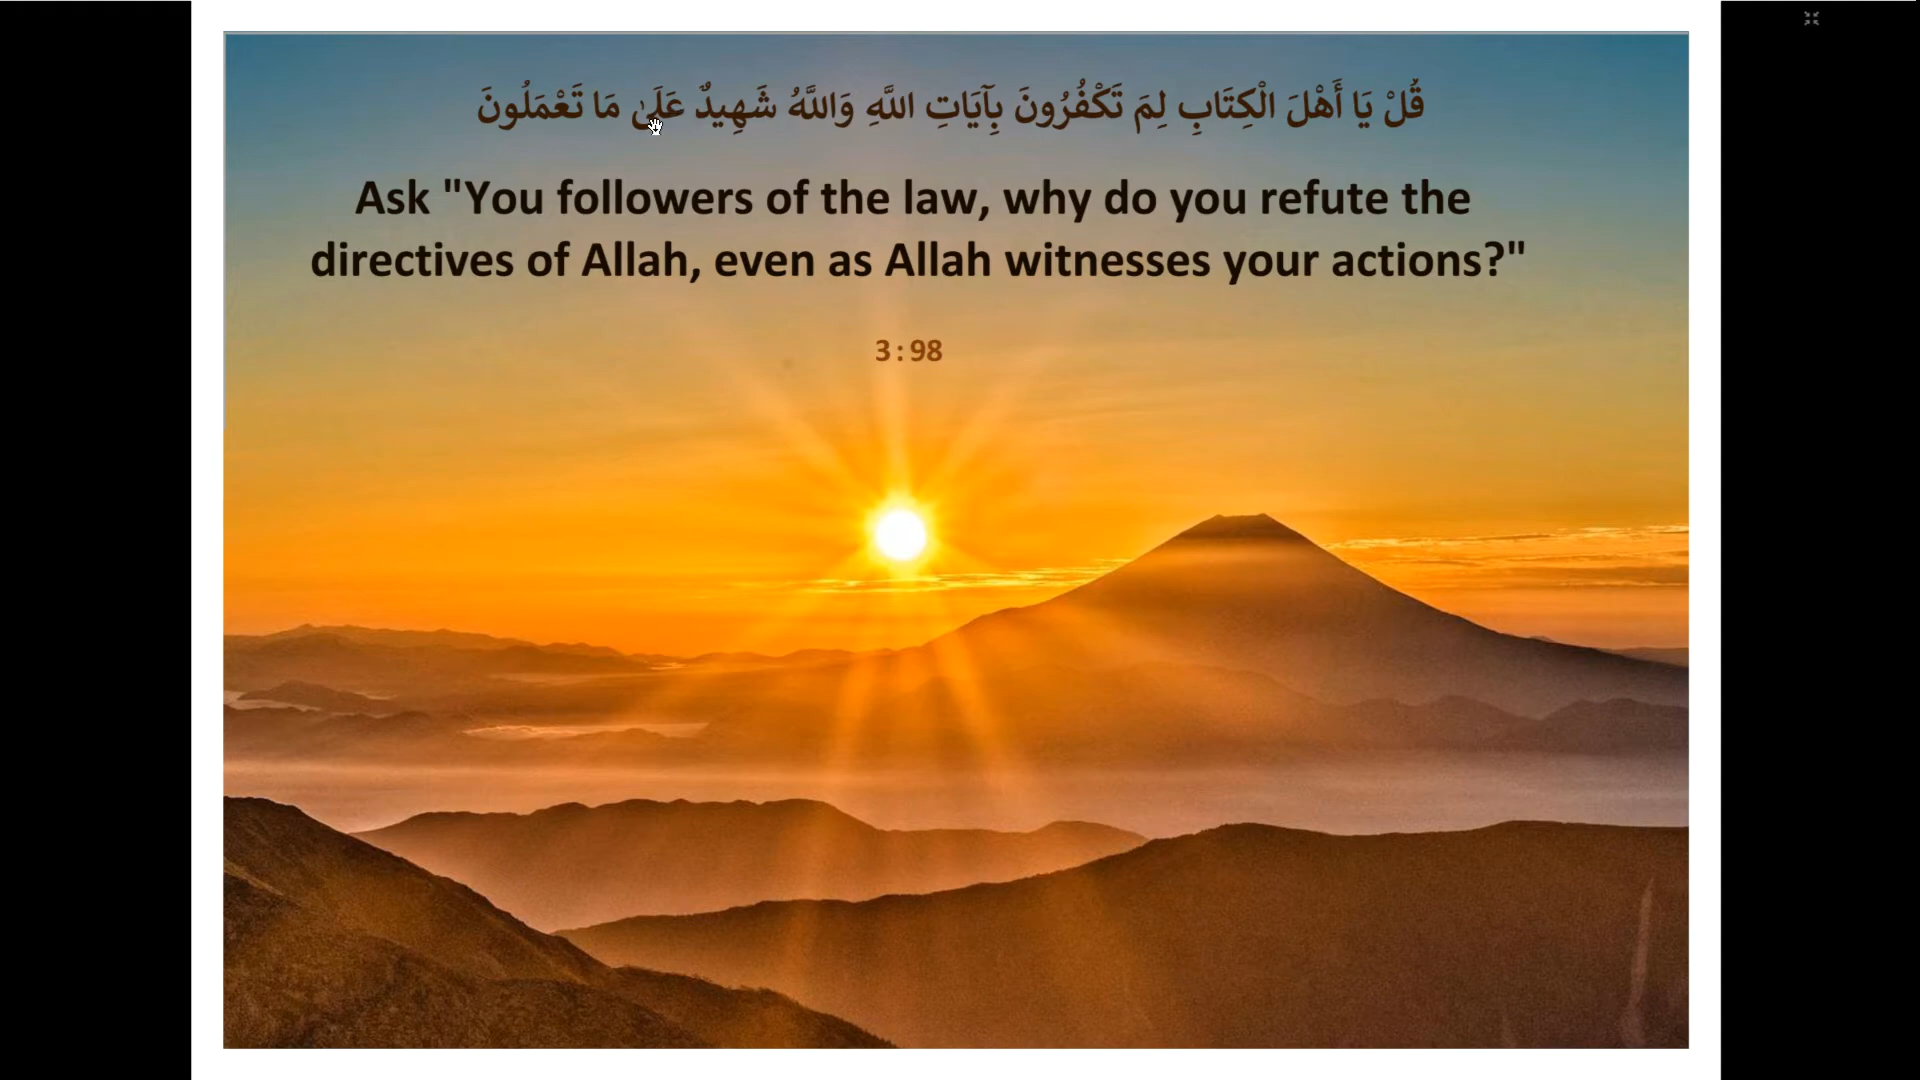 قُلْ يَا أَهْلَ الْكِتَابِ لِمَ تَكْفُرُونَ بِآيَاتِ اللَّهِ وَاللَّهُ شَهِيدٌ عَلَىٰ مَا تَعْمَلُونَ
Ask "You followers of the law, why do you refute the
directives of Allah, even as Allah witnesses your actions?"
3:98